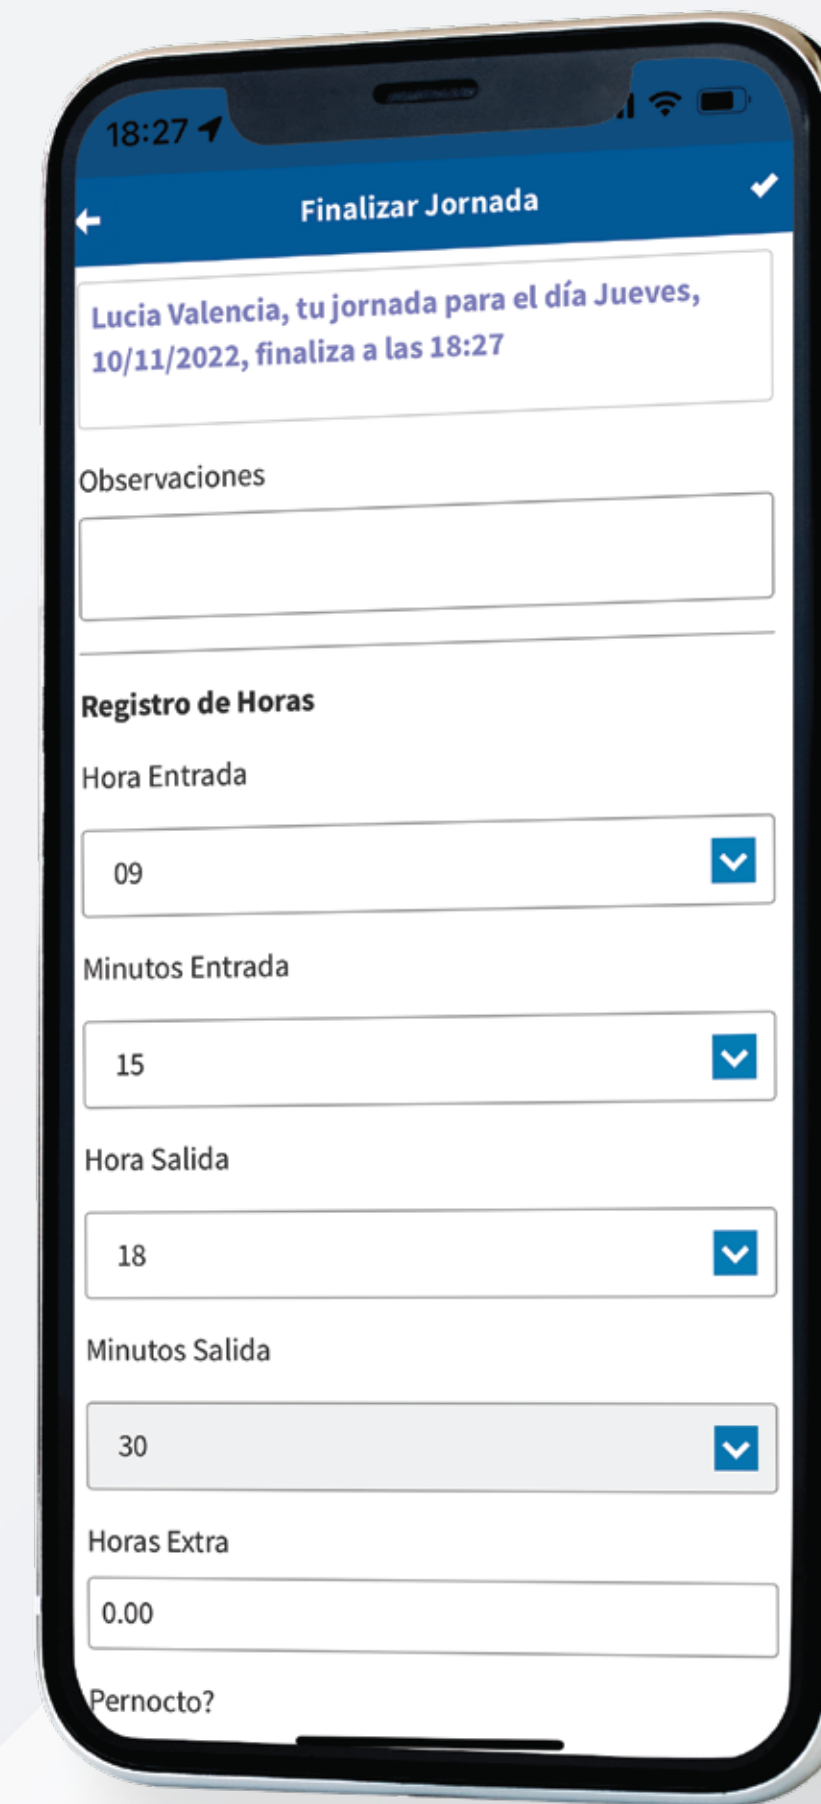 18:27
Finalizar Jornada
Lucia Valencia, tu jornada para el día Jueves,
10/11/2022, finaliza a las 18:27
Observaciones
Registro de Horas
Hora Entrada
09
Minutos Entrada
15
Hora Salida
18
Minutos Salida
30
Horas Extra
0.00
Pernocto?